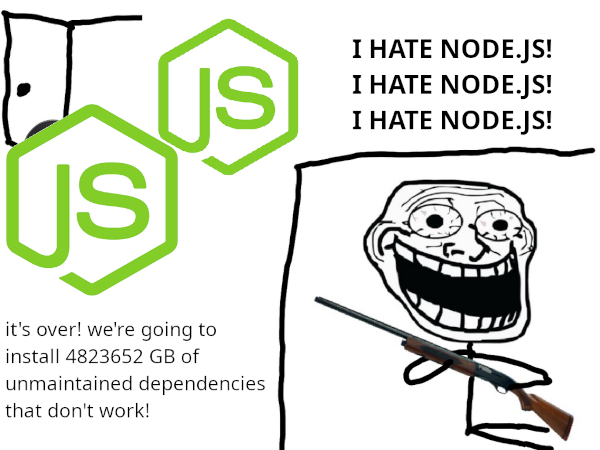 JS
JS
I HATE NODE.JS!
I HATE NODE.JS!
I HATE NODE.JS!
it's over! we're going to
install 4823652 GB of
unmaintained dependencies
that don't work!